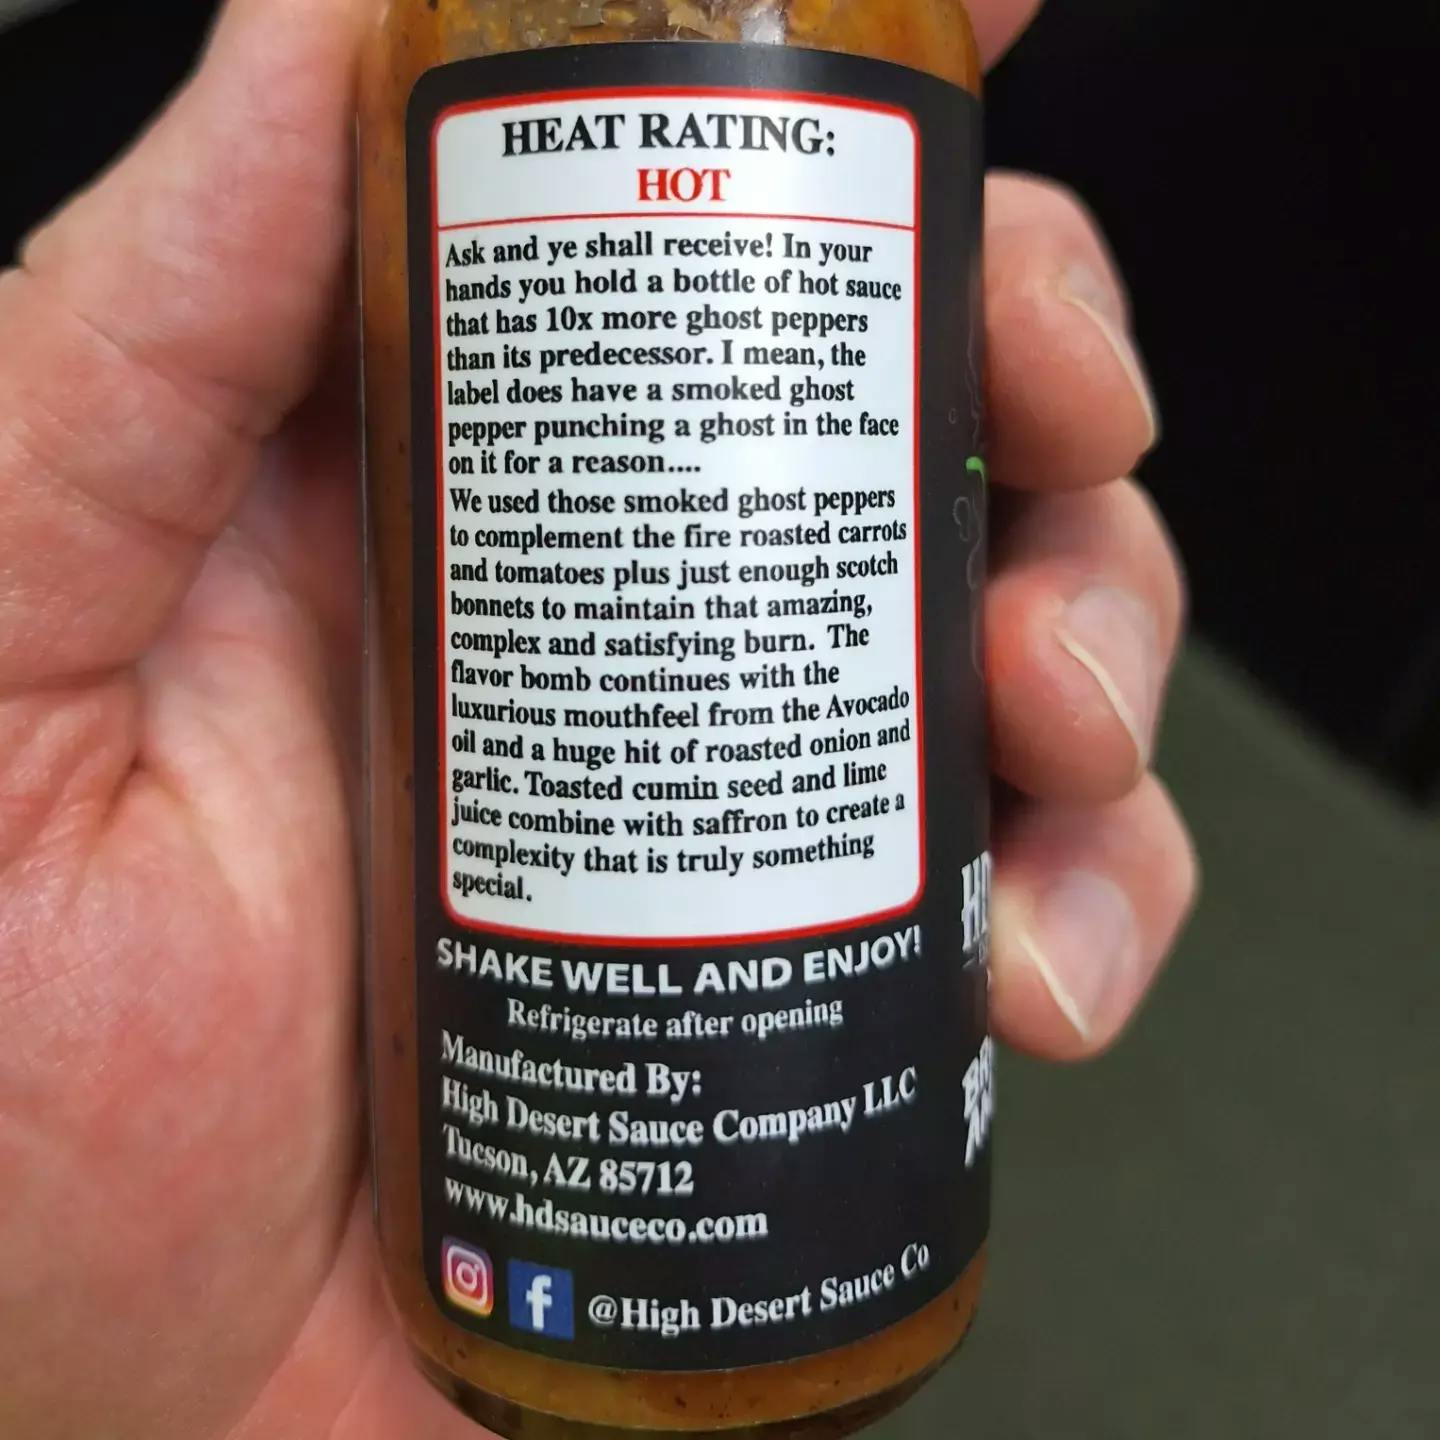 HEAT RATING:
HOT
Ask and ye shall receive! In your
hands you hold a bottle of hot sauce
that has 10x more ghost peppers
than its predecessor. I mean, the
label does have a smoked ghost
pepper punching a ghost in the face
on it for a reason....
We used those smoked ghost peppers
to complement the fire roasted carrots
and tomatoes plus just enough scotch
bonnets to maintain that amazing,
complex and satisfying burn. The
flavor bomb continues with the
luxurious mouthfeel from the Avocado
oil and a huge hit of roasted onion and
garlic. Toasted cumin seed and lime
juice combine with saffron to create a
complexity that is truly something
special.
SHAKE WELL AND ENJOY!
Refrigerate after opening
Manufactured By:
High Desert Sauce Company LLC
Tucson, AZ 85712
www.hdsauceco.com
@High Desert Sauce Co